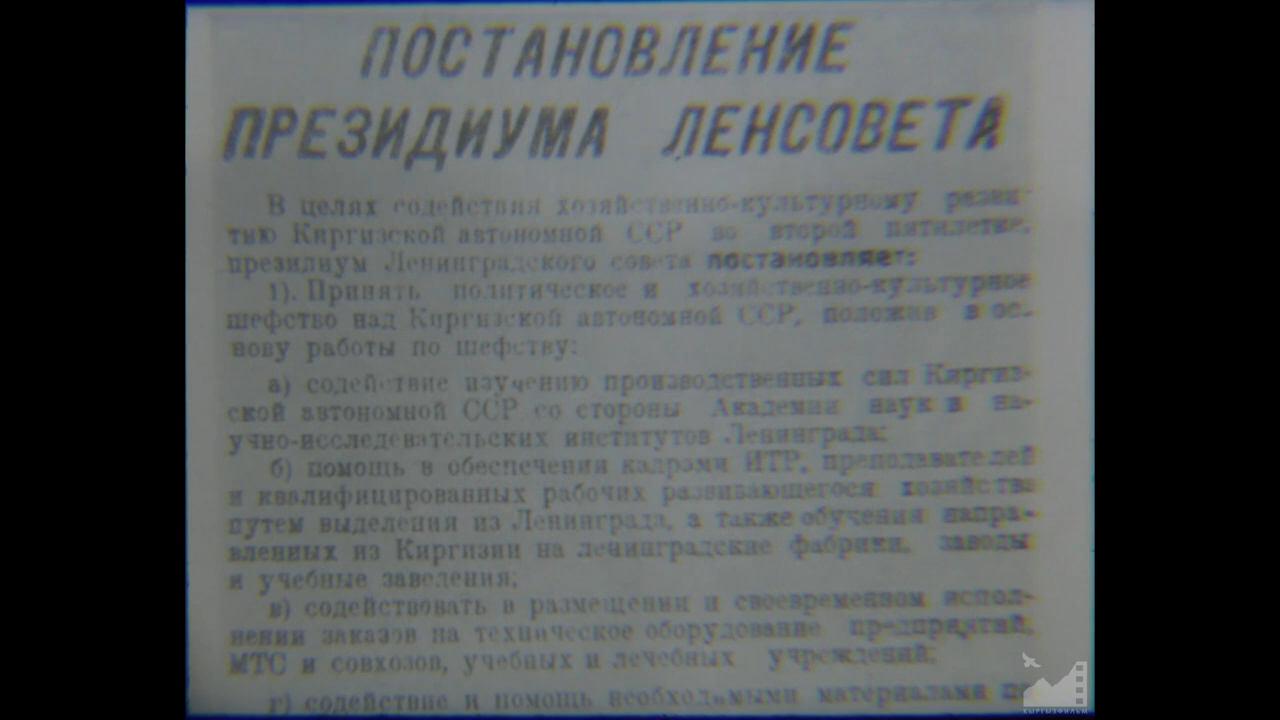 ПОСТАНОВЛЕНИЕ
ПРЕЗИДИУМА ЛЕНСОВЕТА
В целях содействия хозяйственно-культурному разви-
тию Киргизской автономной ССР во второй пятилетке,
президиум Ленинградского совета постановляет:
1). Принять политическое и хозяйственно-культурное
шефство над Киргизской автономной ССР, положив в ос-
нову работы по шефству:
а) содействие изучению производственных сил Киргиз-
ской автономной ССР со стороны Академии наук и на-
учно-исследовательских институтов Ленинграда;
б) помощь в обеспечении кадрами ИТР, преподавателей
и квалифицированных рабочих развивающегося хозяйства
путем выделения из Ленинграда, а также обучения напра-
вленных из Киргизии на ленинградские фабрики, заводы
и учебные заведения;
в) содействовать в размещении и своевременном испол-
нении заказов на техническое оборудование предприятий,
МТС и совхозов, учебных и лечебных учреждений;
г) содействие и помощь необходимыми материалами
КЫРГЫЗФИЛЬМ